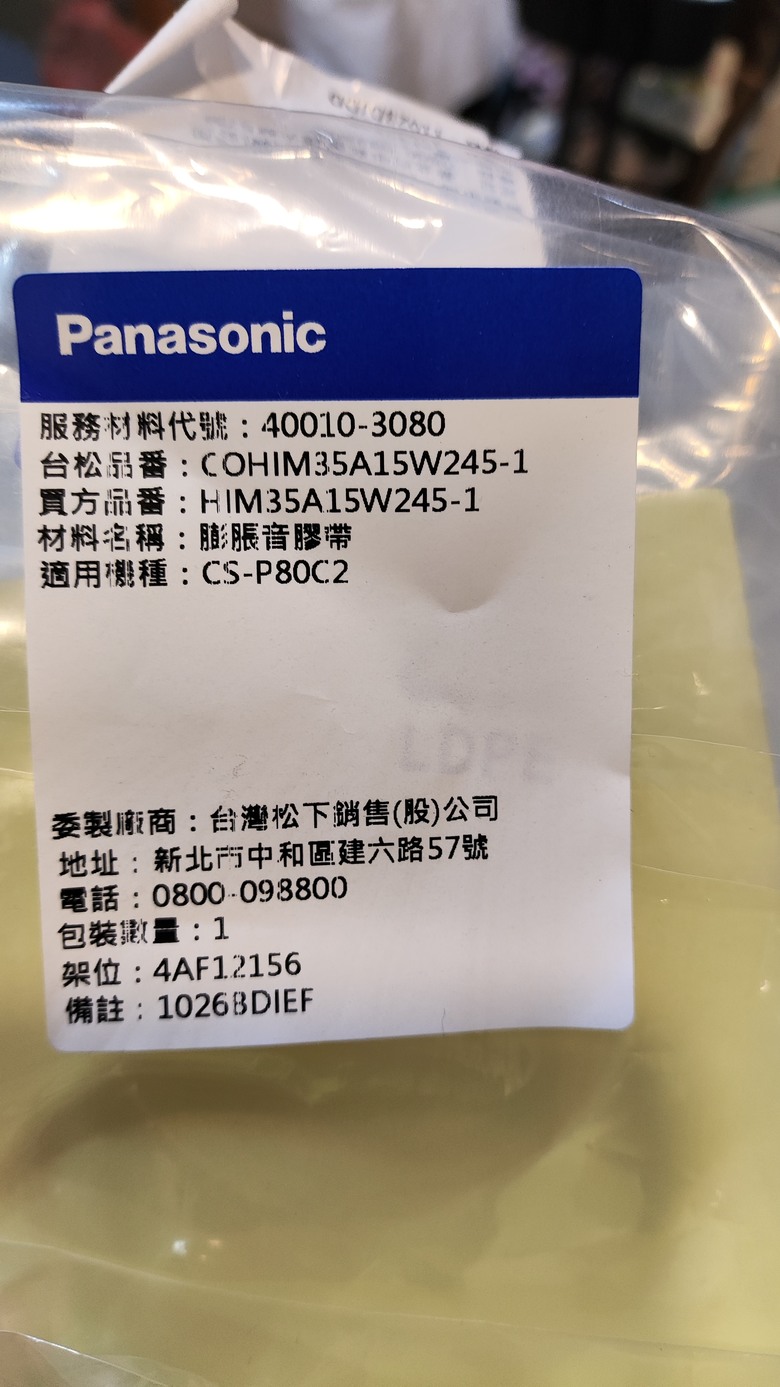 Panasonic
服務材料代號：40010-3080
台松品番：COHIM35A15W245-1
買方品番：HIM35A15W245-1
材料名稱：膨脹音膠帶
適用機種：CS-P80C2
LDPE
委製廠商：台灣松下銷售(股)公司
地址：新北市中和區建六路57號
電話：0800-098800
包裝數量：1
架位：4AF12156
備註：1026BDIEF